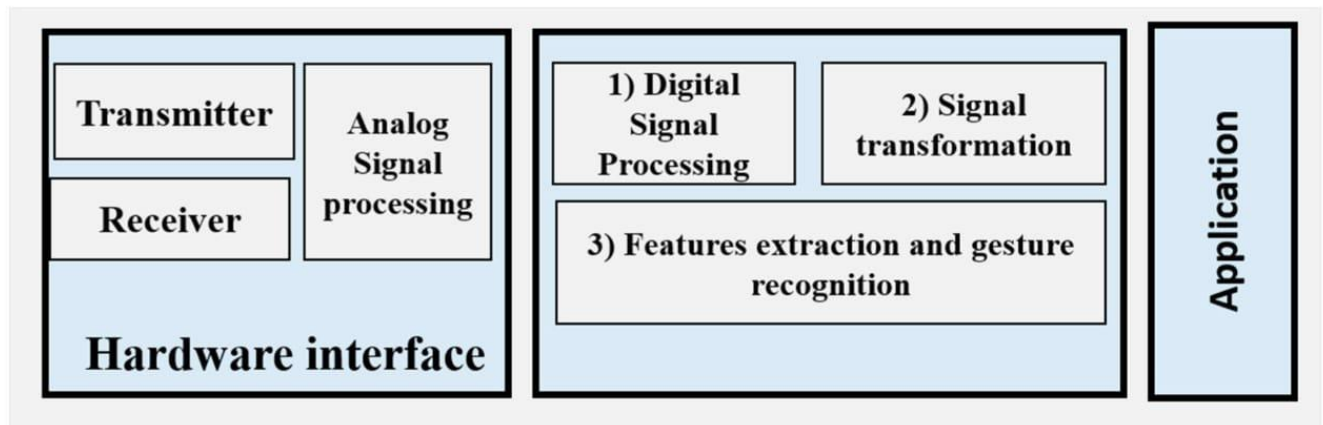 Transmitter
Receiver
Analog
Signal
processing
Hardware interface
1) Digital
Signal
Processing
2) Signal
transformation
3) Features extraction and gesture
recognition
Application